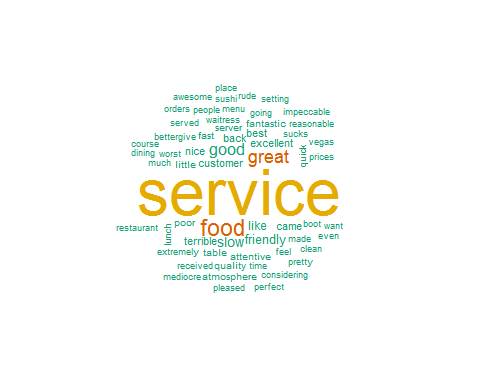 place
awesome sushi rude setting
orders people menu going impeccable
served waitress fantastic reasonable
bettergive fast server best sucks
course nice back excellent vegas
dining worst good great quick prices
much little customer
service
restaurant lunch poor food like came boot want
terrible slow friendly made even
extremely table attentive feel clean
received quality time pretty
mediocre atmosphere considering
pleased perfect